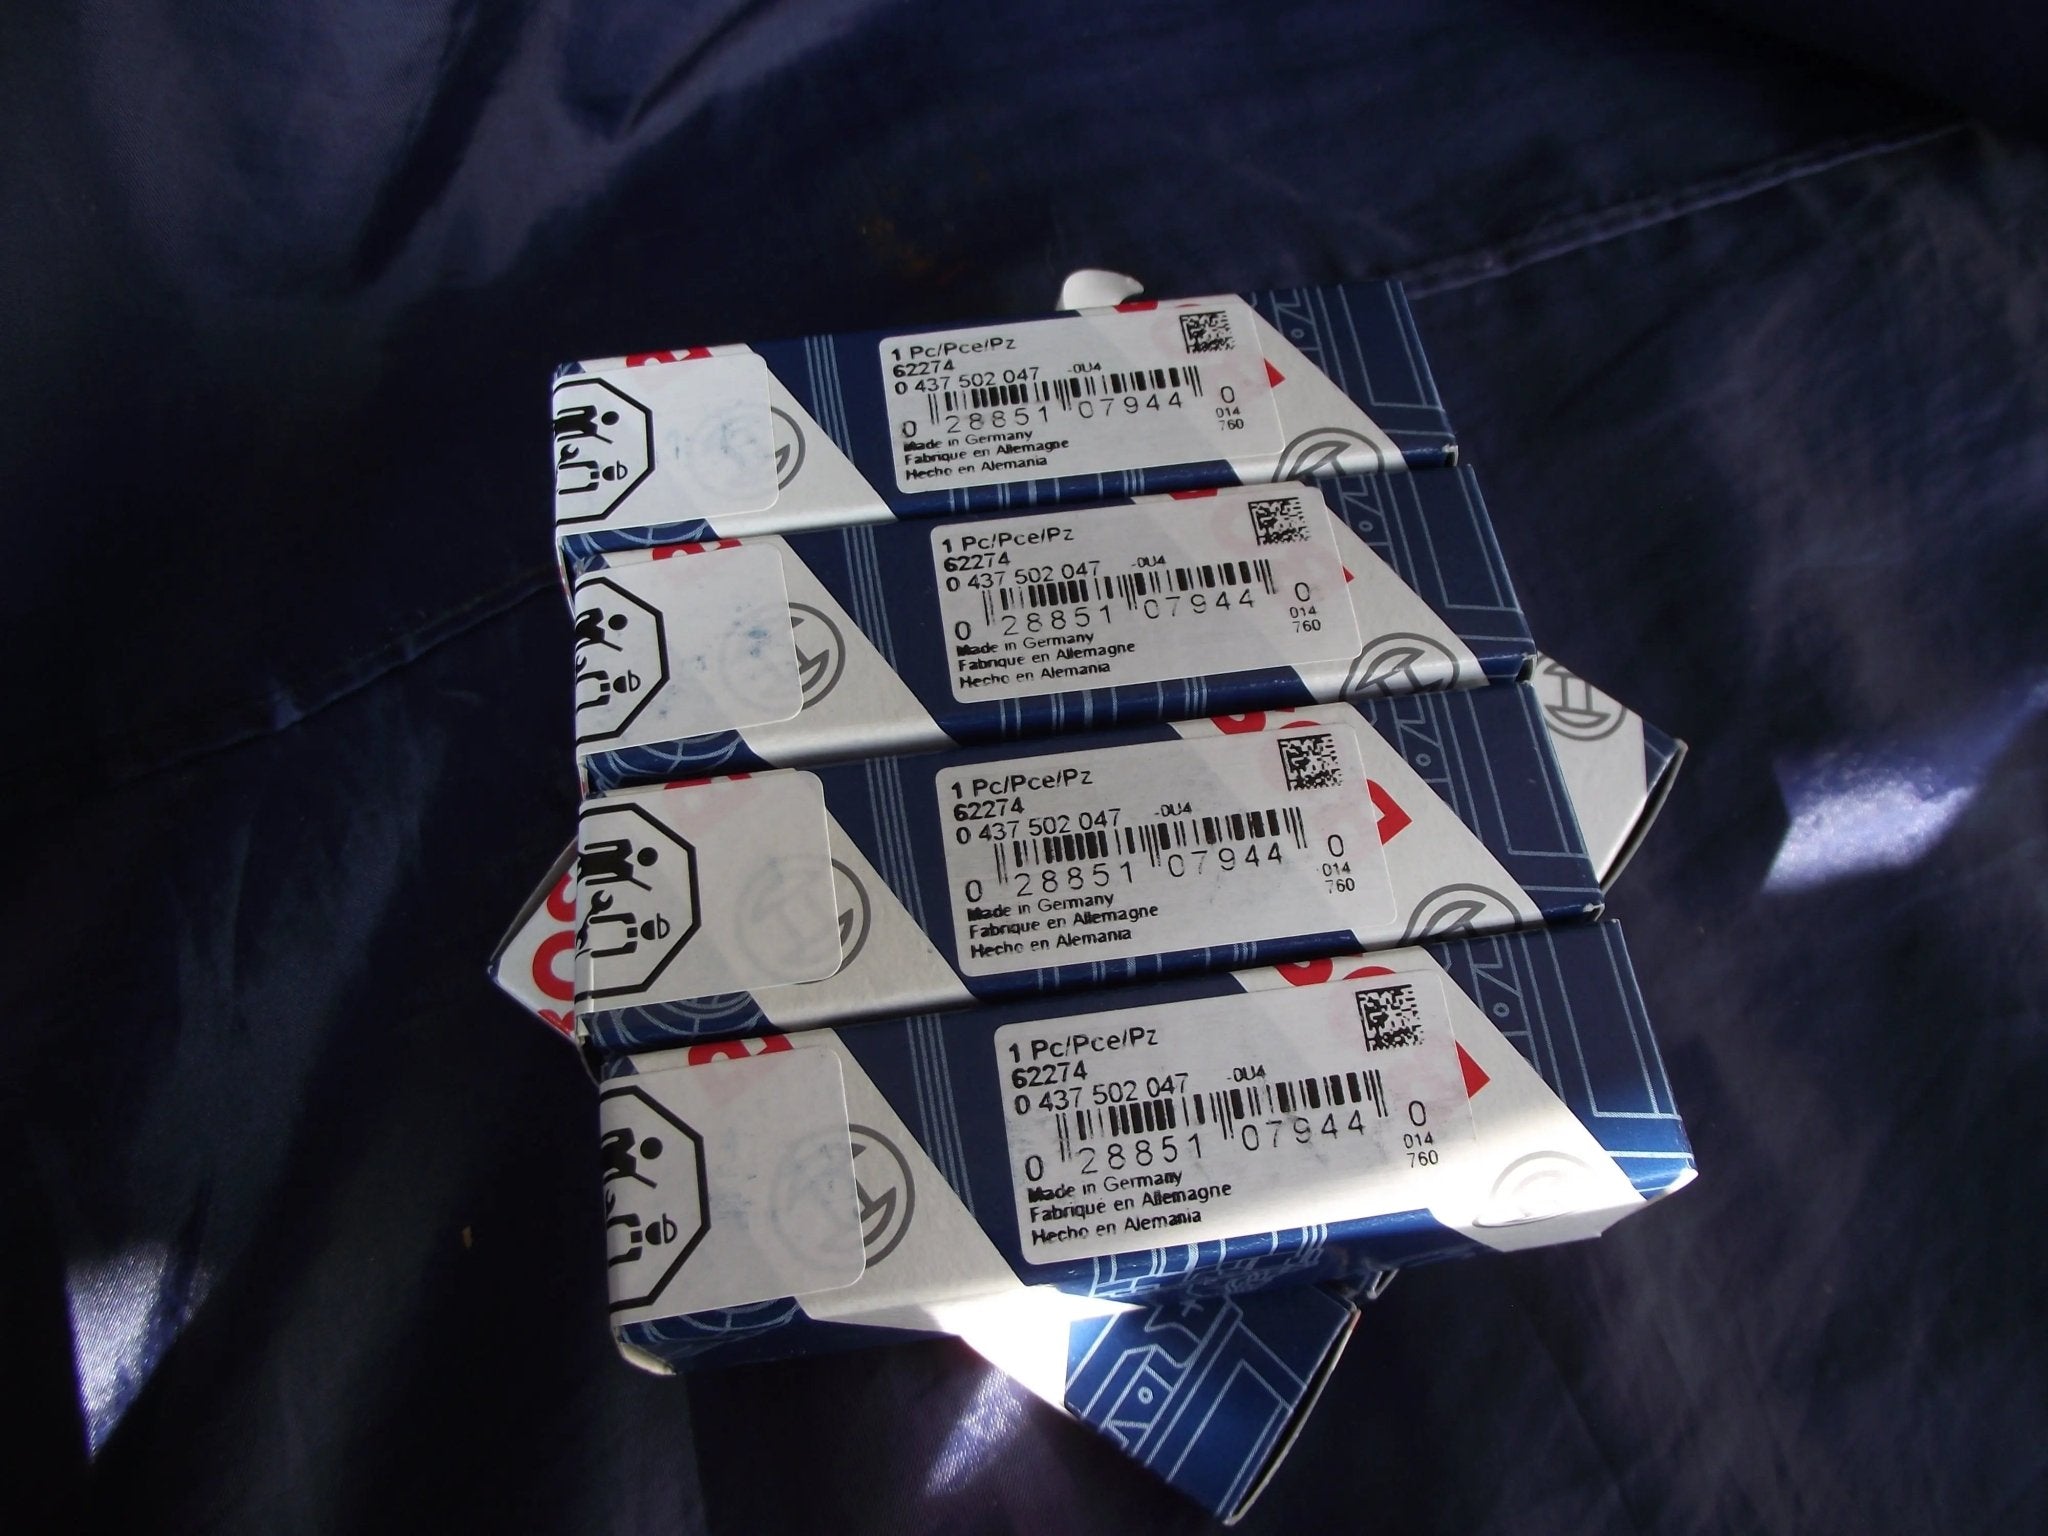 1 Pc/Pce/Pz
62274
0 437 502 047 -0U4
0 28851 07944 0
014
760
Made in Germany
Fabrique en Allemagne
Hecho en Alemania
1 Pc/Pce/Pz
62274
0 437 502 047 -0U4
0 28851 07944 0
014
760
Made in Germany
Fabrique en Allemagne
Hecho en Alemania
1 Pc/Pce/Pz
62274
0 437 502 047 -0U4
0 28851 07944 0
014
760
Made in Germany
Fabrique en Allemagne
Hecho en Alemania
1 Pc/Pce/Pz
62274
0 437 502 047 -0U4
0 28851 07944 0
014
760
Made in Germany
Fabrique en Allemagne
Hecho en Alemania